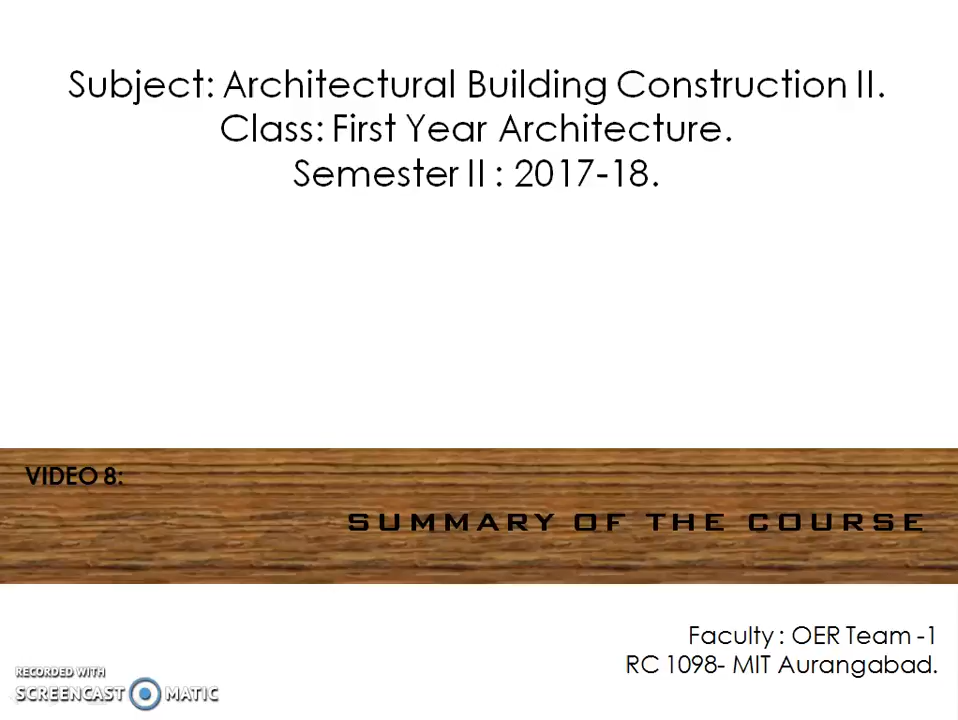 Subject: Architectural Building Construction II.
Class: First Year Architecture.
Semester II : 2017-18.
VIDEO 8:
SUMMARY OF THE COURSE
Faculty : OER Team -1
RC 1098- MIT Aurangabad.
RECORDED WITH
SCREENCAST MATIC